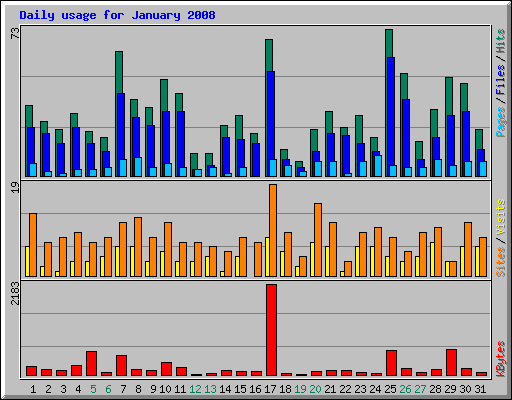 Daily usage for January 2008
73
Pages / Files / Hits
19
Sites / Visits
2183
KBytes
1 2 3 4 5 6 7 8 9 10 11 12 13 14 15 16 17 18 19 20 21 22 23 24 25 26 27 28 29 30 31